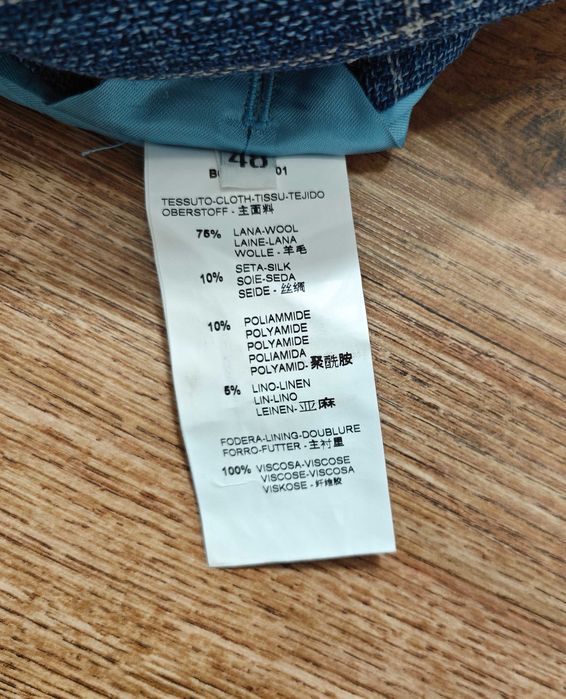 48
01
TESSUTO-CLOTH-TISSU-TEJIDO
OBERSTOFF - 主面料
75% LANA-WOOL
LAINE-LANA
WOLLE - 羊毛
10% SETA-SILK
SOIE-SEDA
SEIDE - 丝绸
10% POLIAMMIDE
POLYAMIDE
POLYAMIDE
POLIAMIDA
POLYAMID- 聚酰胺
5% LINO-LINEN
LIN-LINO
LEINEN- 亚麻
FODERA-LINING-DOUBLURE
FORRO-FUTTER - 主衬里
100% VISCOSA-VISCOSE
VISCOSE-VISCOSA
VISKOSE - 纤维胶